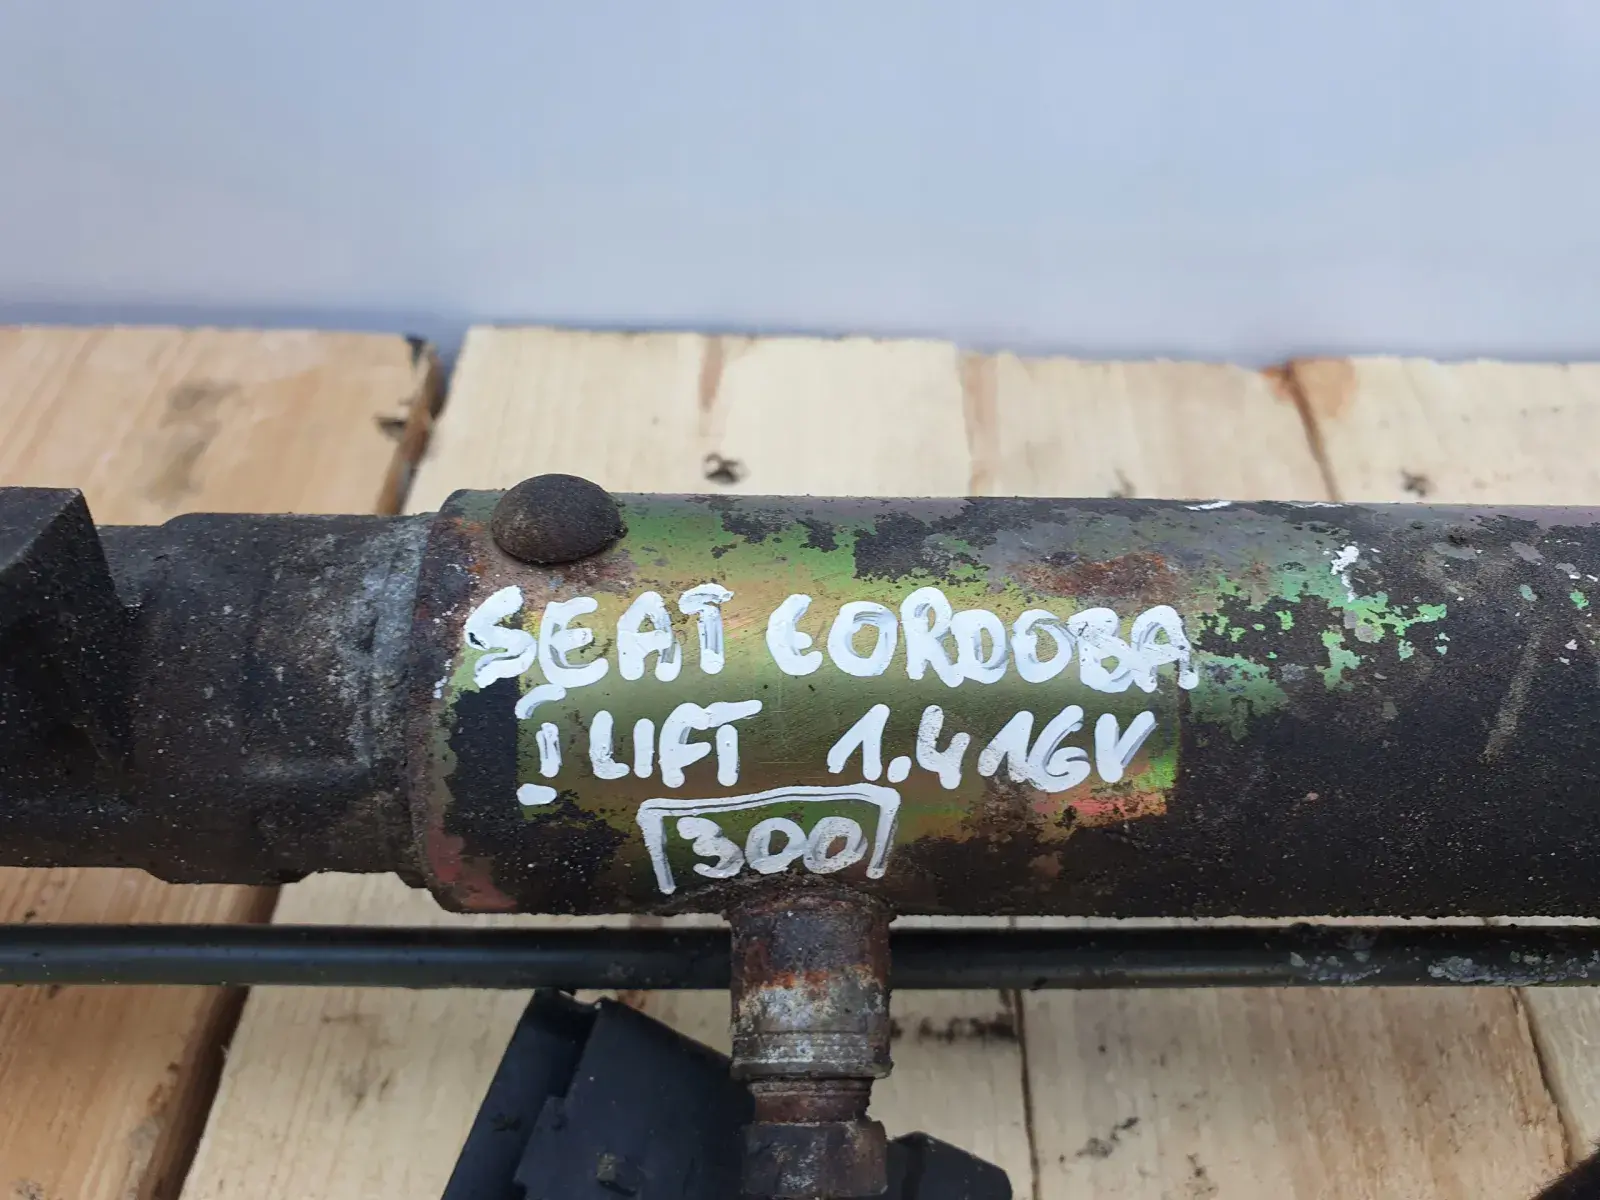 SEAT CORDOBA
I LIFT 1.4 16V
300